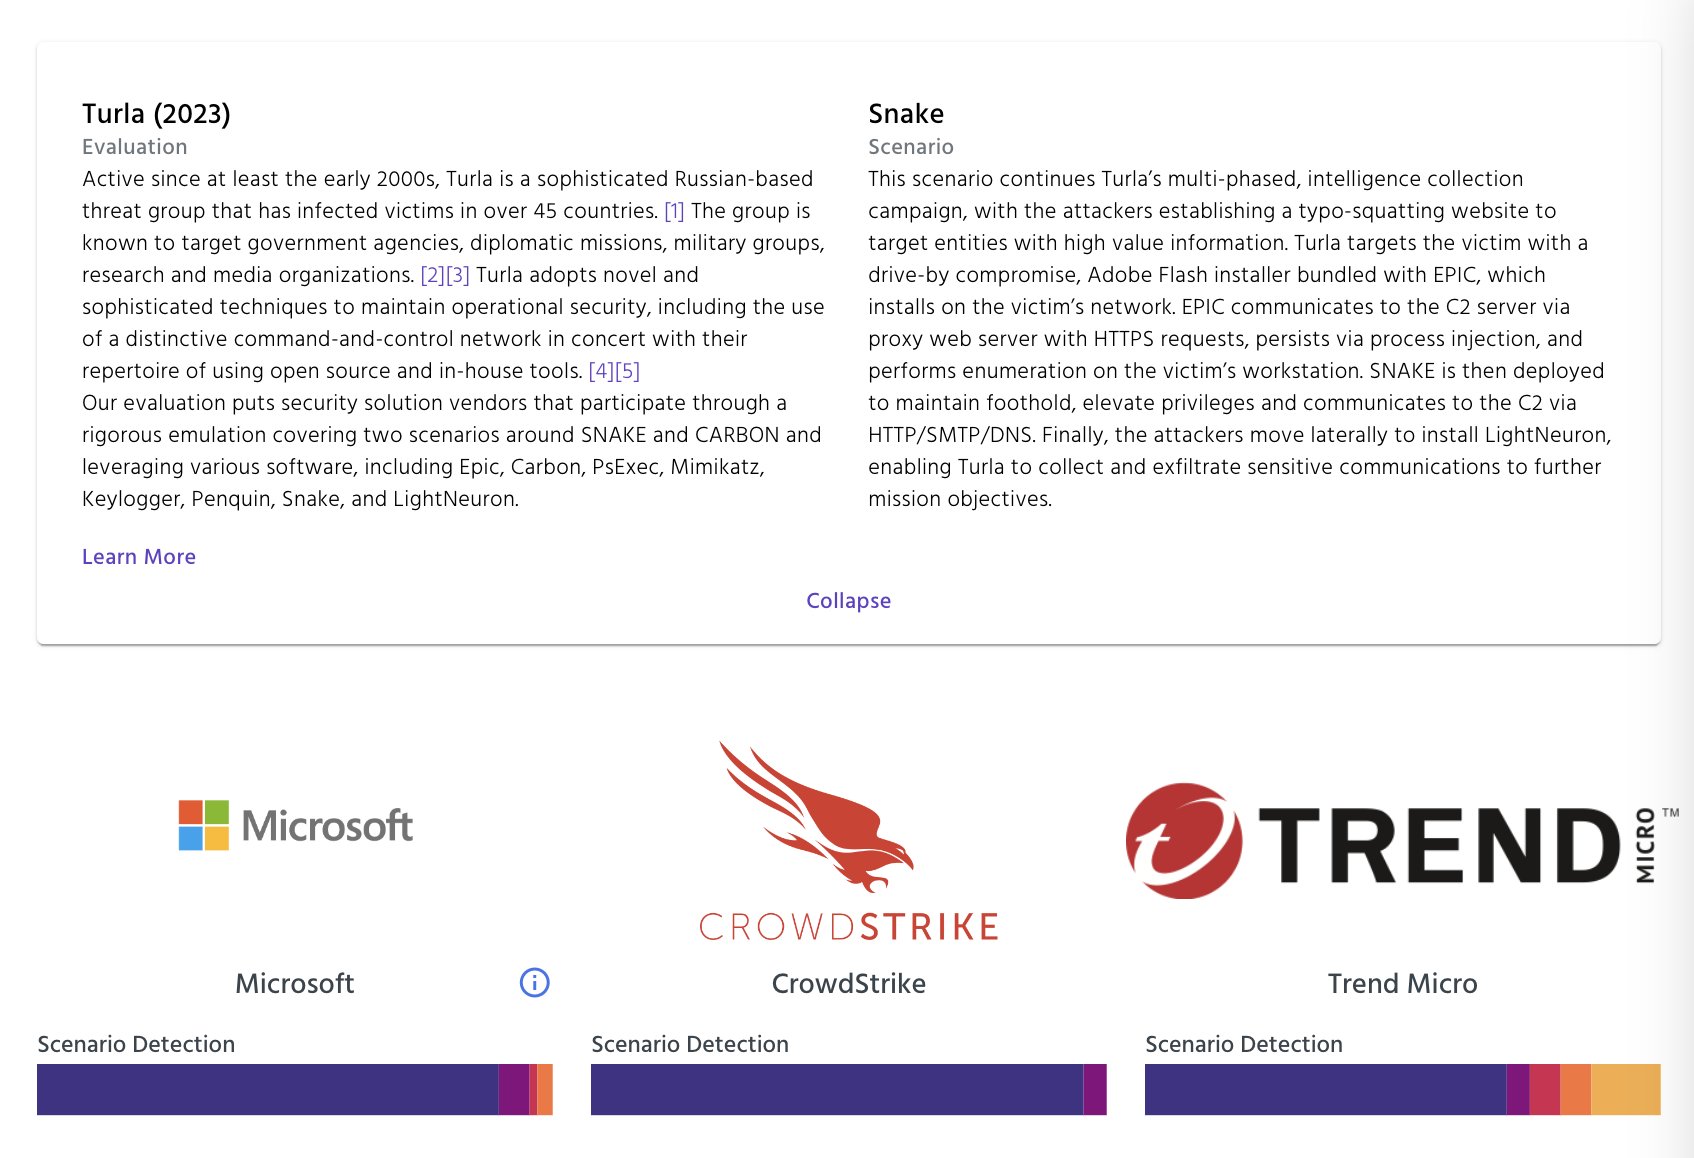 Turla (2023)
Evaluation
Active since at least the early 2000s, Turla is a sophisticated Russian-based
threat group that has infected victims in over 45 countries. [1] The group is
known to target government agencies, diplomatic missions, military groups,
research and media organizations. [2][3] Turla adopts novel and
sophisticated techniques to maintain operational security, including the use
of a distinctive command-and-control network in concert with their
repertoire of using open source and in-house tools. [4][5]
Our evaluation puts security solution vendors that participate through a
rigorous emulation covering two scenarios around SNAKE and CARBON and
leveraging various software, including Epic, Carbon, PsExec, Mimikatz,
Keylogger, Penquin, Snake, and LightNeuron.
Learn More
Snake
Scenario
This scenario continues Turla’s multi-phased, intelligence collection
campaign, with the attackers establishing a typo-squatting website to
target entities with high value information. Turla targets the victim with a
drive-by compromise, Adobe Flash installer bundled with EPIC, which
installs on the victim’s network. EPIC communicates to the C2 server via
proxy web server with HTTPS requests, persists via process injection, and
performs enumeration on the victim’s workstation. SNAKE is then deployed
to maintain foothold, elevate privileges and communicates to the C2 via
HTTP/SMTP/DNS. Finally, the attackers move laterally to install LightNeuron,
enabling Turla to collect and exfiltrate sensitive communications to further
mission objectives.
Collapse
Microsoft
Microsoft
Scenario Detection
CROWDSTRIKE
CrowdStrike
Scenario Detection
TREND MICRO™
Trend Micro
Scenario Detection